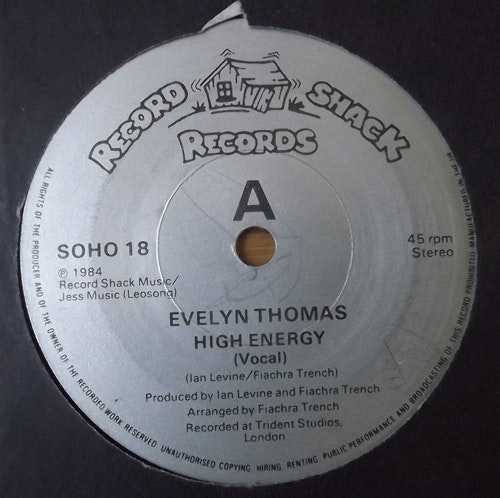 RECORD SHACK
RECORDS
A
SOHO 18
45 rpm
Stereo
℗ 1984
Record Shack Music/
Jess Music (Leosong)
EVELYN THOMAS
HIGH ENERGY
(Vocal)
(Ian Levine/Fiachra Trench)
Produced by Ian Levine and Fiachra Trench
Arranged by Fiachra Trench
Recorded at Trident Studios,
London
ALL RIGHTS OF THE PRODUCER AND OF THE OWNER OF THE RECORDED WORK RESERVED UNAUTHORISED COPYING HIRING RENTING PUBLIC PERFORMANCE AND BROADCASTING OF THIS RECORD PROHIBITED MANUFACTURED